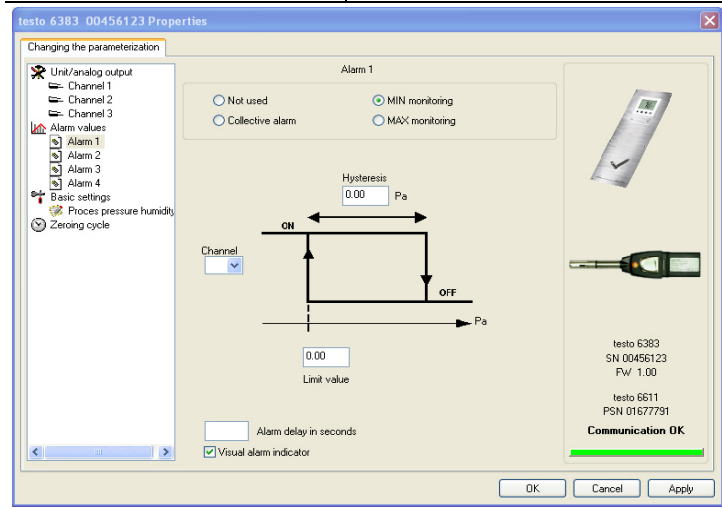 testo 6383 00456123 Properties
Changing the parameterization
Unit/analog output
Channel 1
Channel 2
Channel 3
Alarm values
Alarm 1
Alarm 2
Alarm 3
Alarm 4
Basic settings
Proces pressure humidity
Zeroing cycle
Alarm 1
Not used
MIN monitoring
Collective alarm
MAX monitoring
Hysteresis
0.00 Pa
ON
Channel
OFF
Pa
0.00
Limit value
Alarm delay in seconds
Visual alarm indicator
testo 6383
SN 00456123
FW 1.00
testo 6611
PSN 01677791
Communication OK
OK
Cancel
Apply